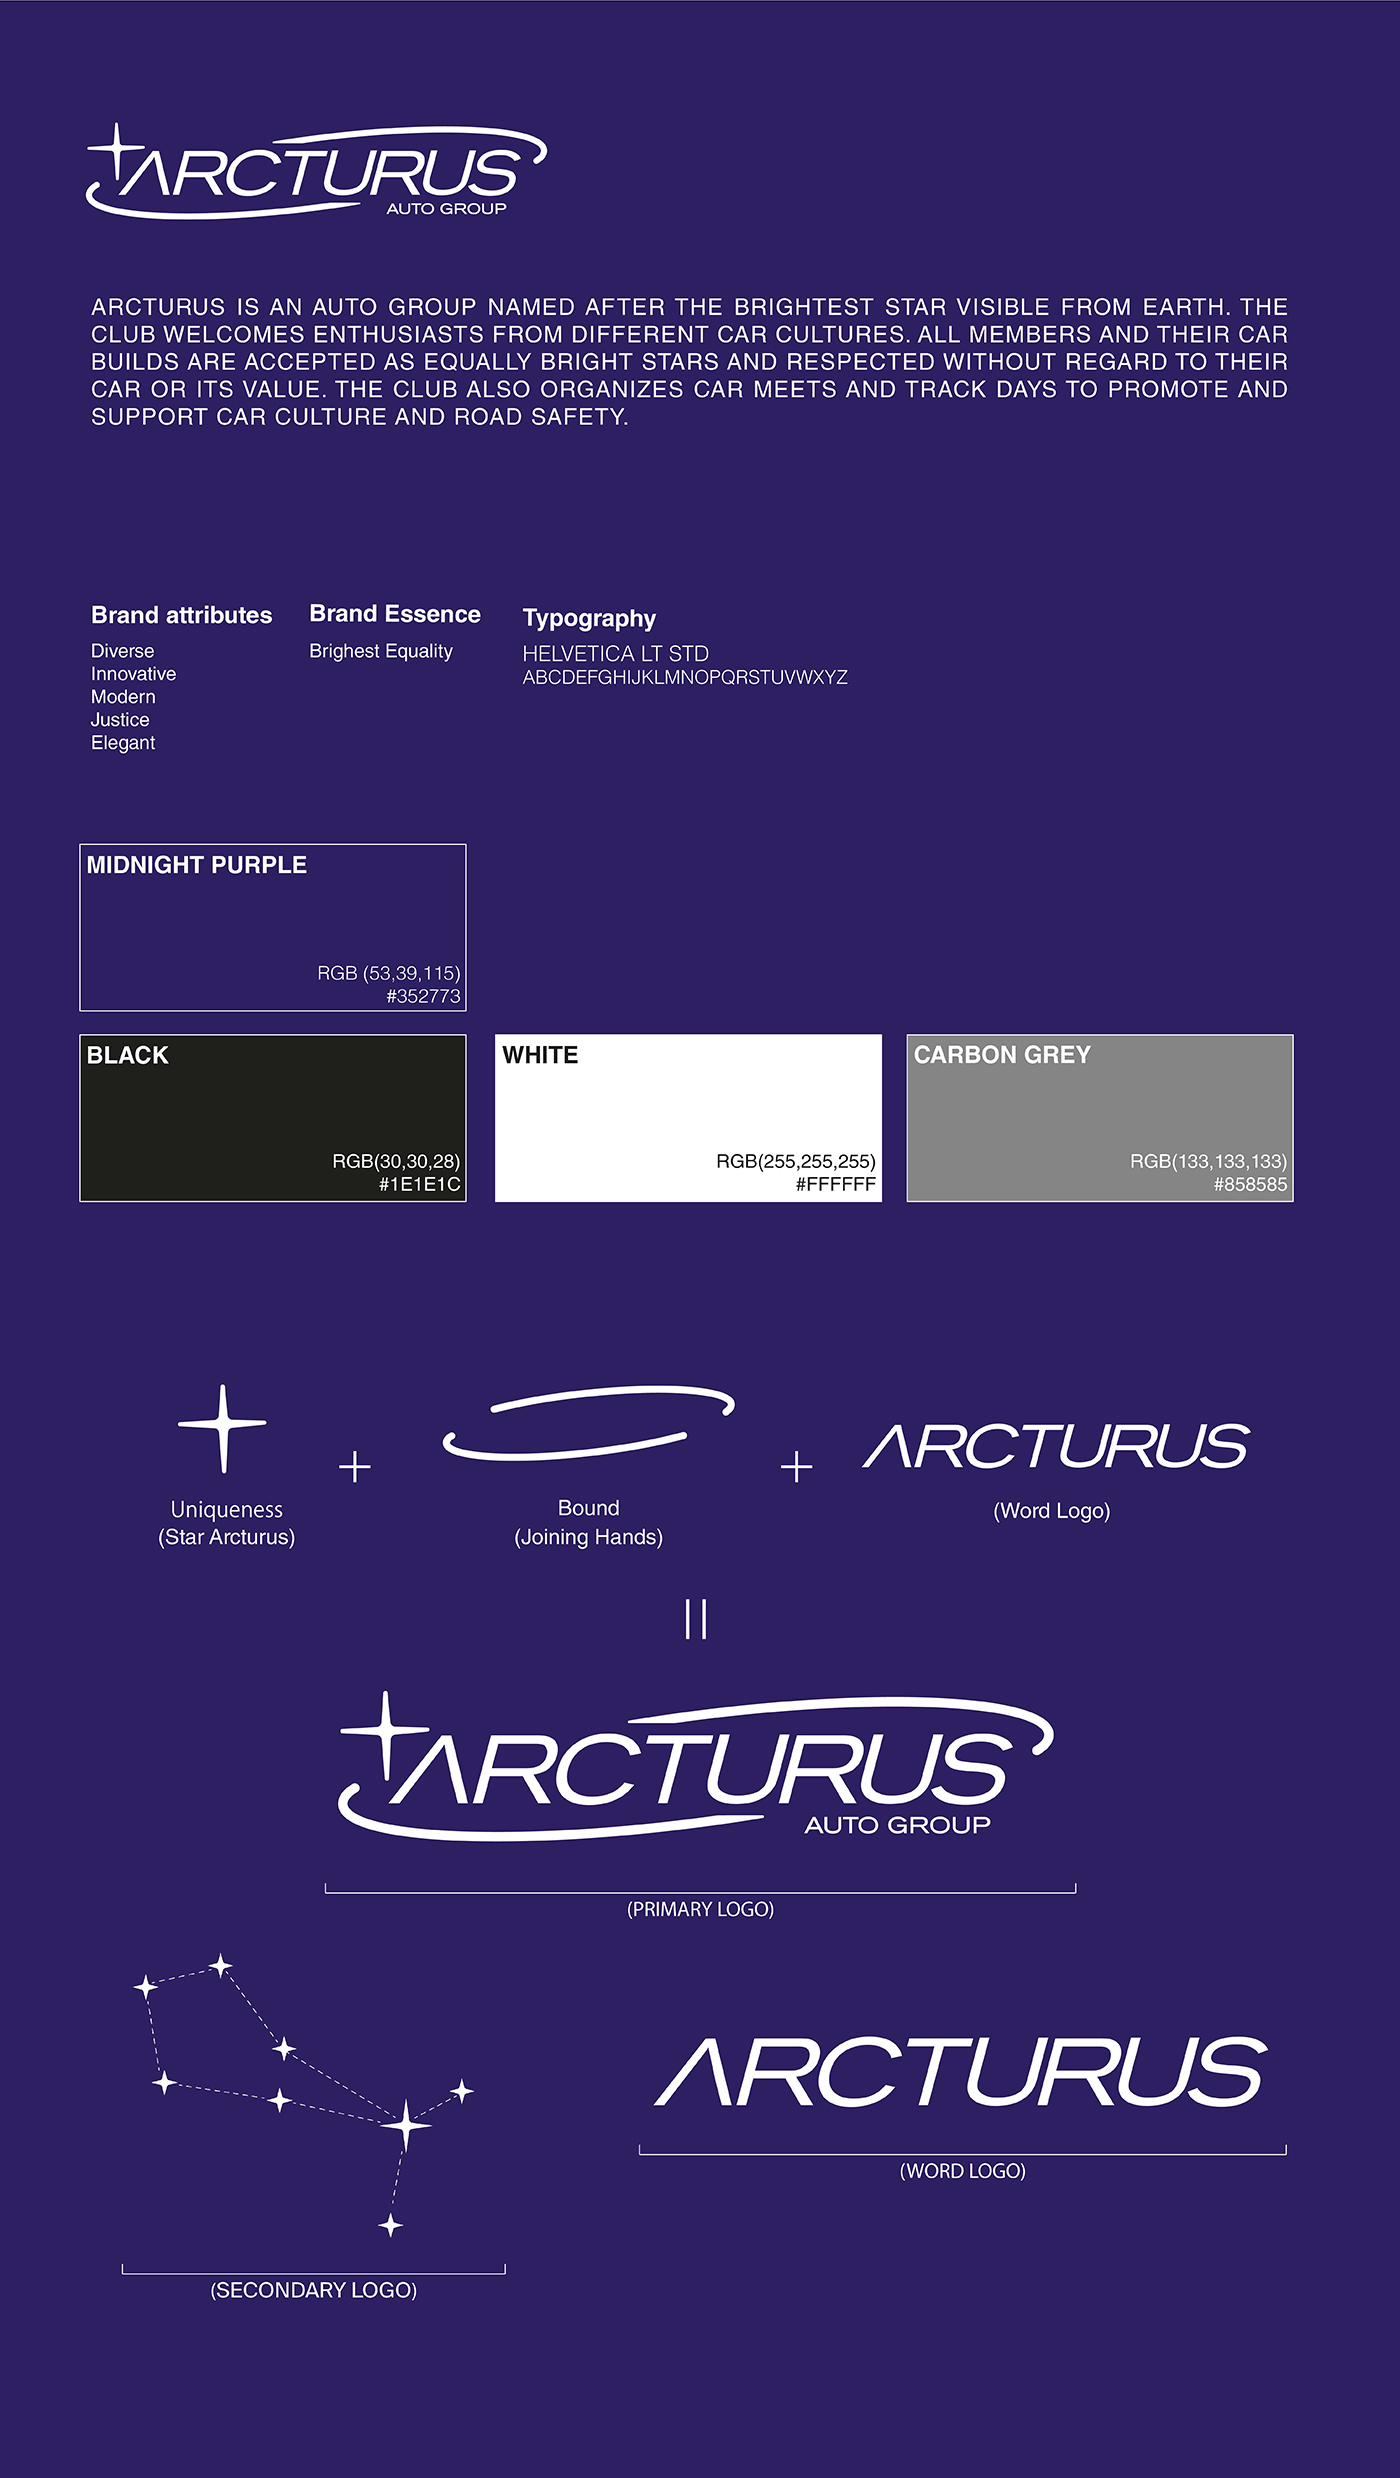 ARCTURUS
AUTO GROUP
ARCTURUS IS AN AUTO GROUP NAMED AFTER THE BRIGHTEST STAR VISIBLE FROM EARTH. THE
CLUB WELCOMES ENTHUSIASTS FROM DIFFERENT CAR CULTURES. ALL MEMBERS AND THEIR CAR
BUILDS ARE ACCEPTED AS EQUALLY BRIGHT STARS AND RESPECTED WITHOUT REGARD TO THEIR
CAR OR ITS VALUE. THE CLUB ALSO ORGANIZES CAR MEETS AND TRACK DAYS TO PROMOTE AND
SUPPORT CAR CULTURE AND ROAD SAFETY.
Brand attributes
Diverse
Innovative
Modern
Justice
Elegant
Brand Essence
Brighest Equality
Typography
HELVETICA LT STD
ABCDEFGHIJKLMNOPQRSTUVWXYZ
MIDNIGHT PURPLE
RGB (53,39,115)
#352773
BLACK
RGB(30,30,28)
#1E1E1C
WHITE
RGB(255,255,255)
#FFFFFF
CARBON GREY
RGB(133,133,133)
#858585
+
+
ARCTURUS
Uniqueness
(Star Arcturus)
Bound
(Joining Hands)
(Word Logo)
ARCTURUS
AUTO GROUP
(PRIMARY LOGO)
ARCTURUS
(WORD LOGO)
(SECONDARY LOGO)